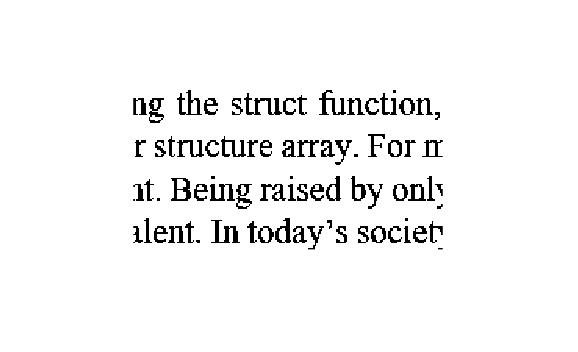 ng the struct function,
r structure array. For m
nt. Being raised by only
alent. In today’s society